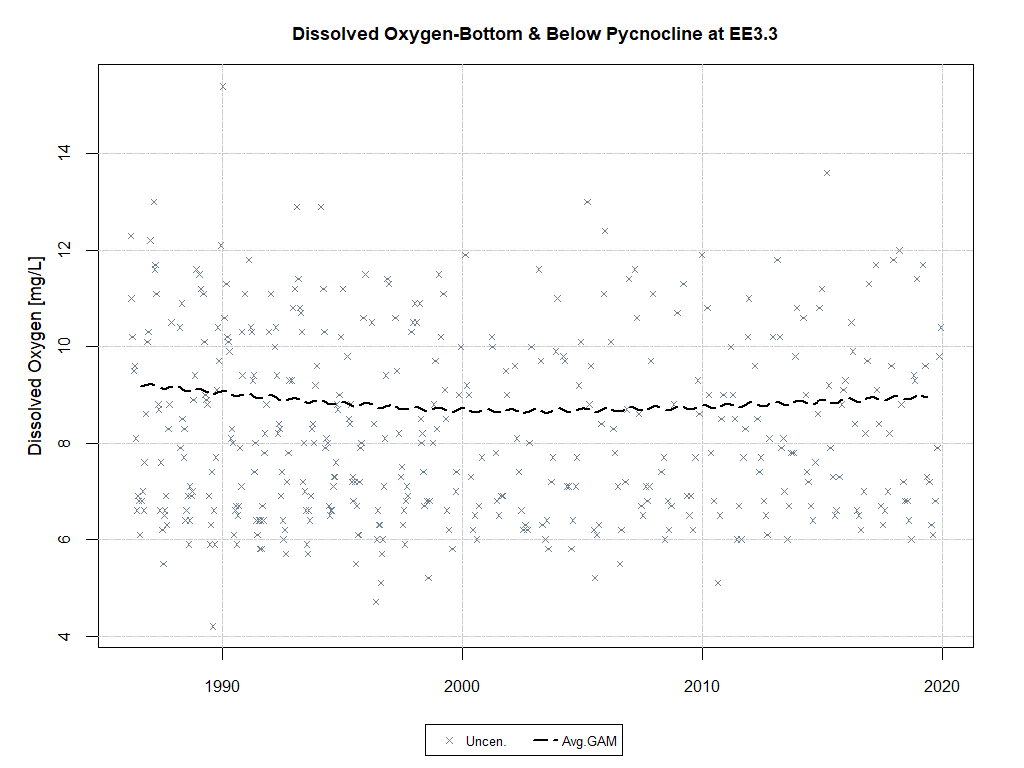 Dissolved Oxygen-Bottom & Below Pycnocline at EE3.3
Dissolved Oxygen [mg/L]
14
12
10
8
6
4
1990 2000 2010 2020
Uncen. Avg.GAM